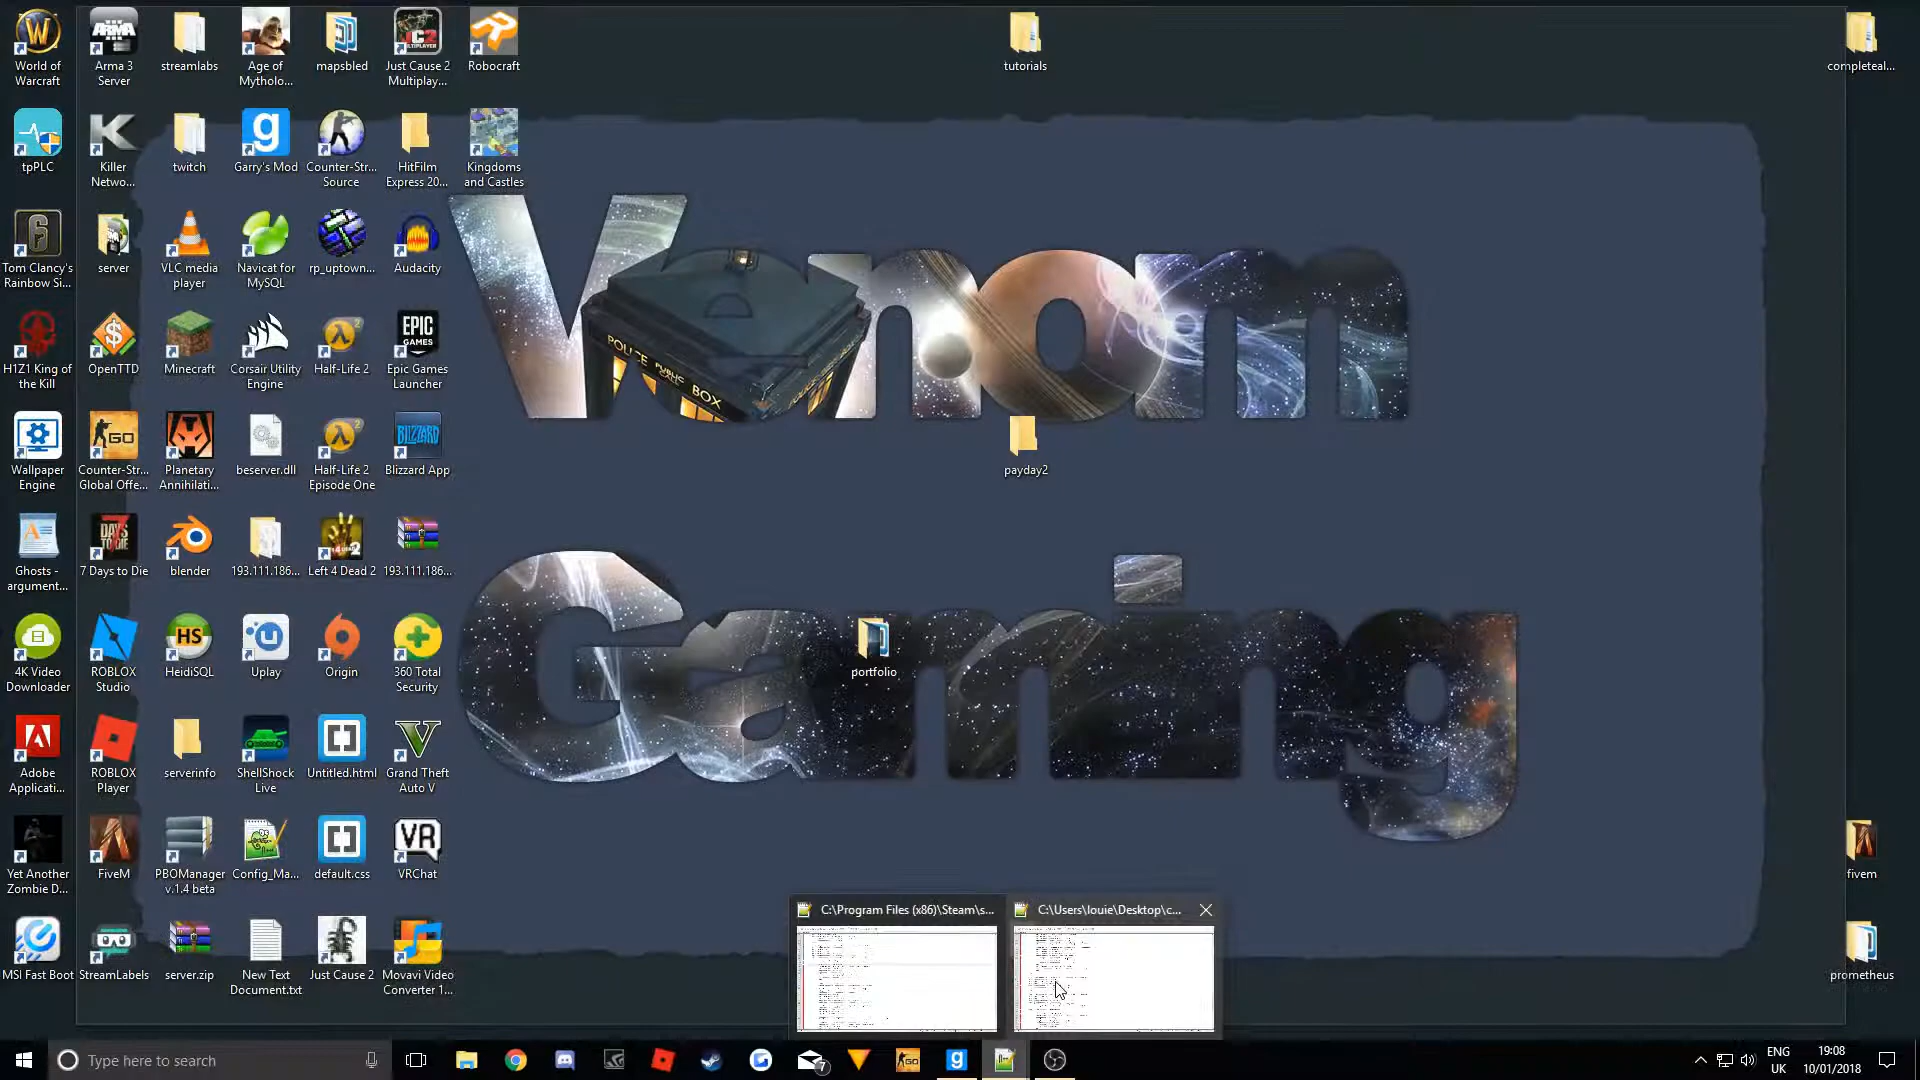 World of
Warcraft
Arma 3
Server
streamlabs
Age of
Mytholo...
mapsbled
Just Cause 2
Multiplay...
Robocraft
tutorials
completeal...
tpPLC
Killer
Netwo...
twitch
Garry's Mod
Counter-Str...
Source
HitFilm
Express 20...
Kingdoms
and Castles
Venom
POLICE PUBLIC CALL BOX
Tom Clancy's
Rainbow Si...
server
VLC media
player
Navicat for
MySQL
rp_uptown...
Audacity
H1Z1 King of
the Kill
OpenTTD
Minecraft
Corsair Utility
Engine
Half-Life 2
Epic Games
Launcher
payday2
Wallpaper
Engine
Counter-Str...
Global Offe...
Planetary
Annihilati...
beserver.dll
Half-Life 2
Episode One
Blizzard App
Gaming
Ghosts -
argument...
7 Days to Die
blender
193.111.186...
Left 4 Dead 2
193.111.186...
portfolio
4K Video
Downloader
ROBLOX
Studio
HeidiSQL
Uplay
Origin
360 Total
Security
Adobe
Applicati...
ROBLOX
Player
serverinfo
ShellShock
Live
Untitled.html
Grand Theft
Auto V
Yet Another
Zombie D...
FiveM
PBOManager
v.1.4 beta
Config_Ma...
default.css
VRChat
fivem
MSI Fast Boot
StreamLabels
server.zip
New Text
Document.txt
Just Cause 2
Movavi Video
Converter 1...
prometheus
C:\Program Files (x86)\Steam\s...
C:\Users\louie\Desktop\c...
Type here to search
7
ENG
UK
19:08
10/01/2018